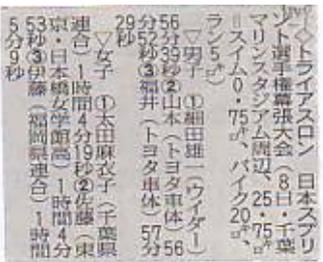 ◇トライアスロン 日本スプリ
ント選手権幕張大会(8日・千葉
マリンスタジアム周辺、25・75㌔
=スイム0・75㌔、バイク20㌔、
ラン5㌔)
▽男子 ①細田雄一(ウイダー)
56分39秒②山本(トヨタ車体)56
分52秒③福井(トヨタ車体)57分
29秒
▽女子 ①太田麻衣子(千葉県
連合)1時間4分19秒②佐藤(東
京・日本橋女学館高)1時間4分
53秒③伊藤(福岡県連合)1時間
5分9秒